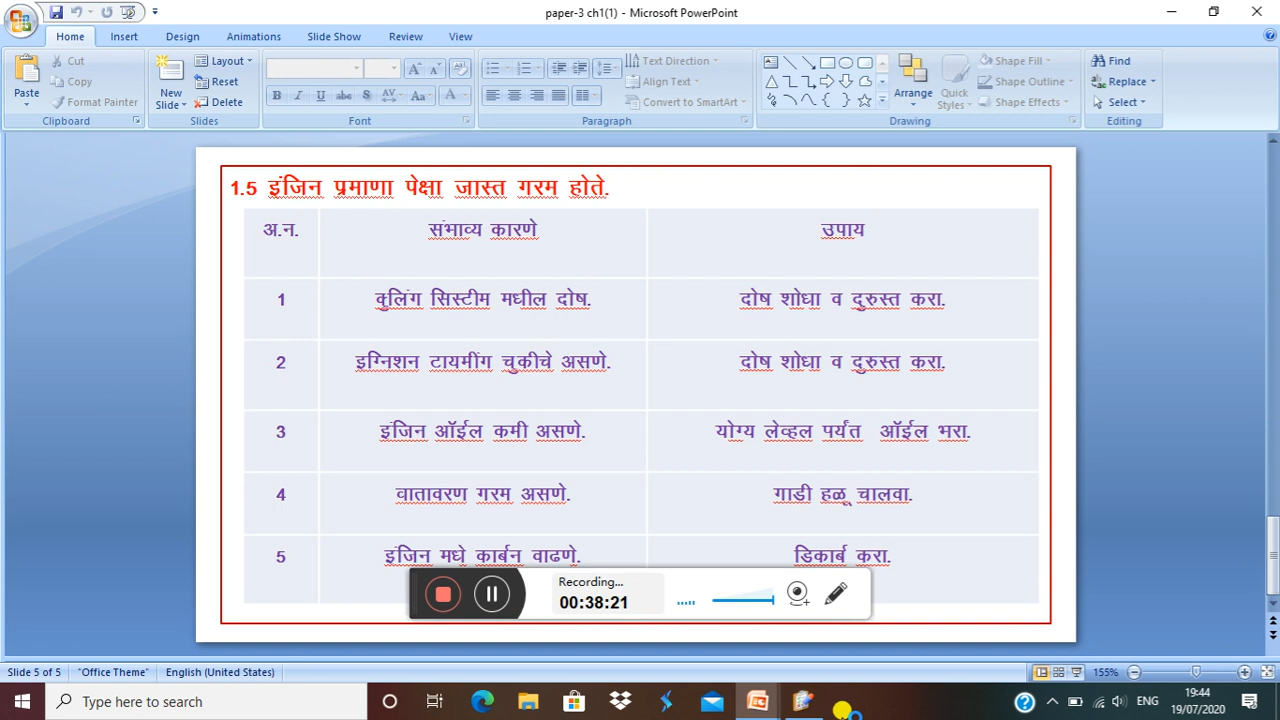 paper-3 ch1(1) - Microsoft PowerPoint
Home Insert Design Animations Slide Show Review View
Paste
Cut
Copy
Format Painter
Clipboard
New Slide
Layout
Reset
Delete
Slides
B I U abc S AV Aa A
Font
Text Direction
Align Text
Convert to SmartArt
Paragraph
Arrange
Quick Styles
Shape Fill
Shape Outline
Shape Effects
Drawing
Find
Replace
Select
Editing
1.5 इंजिन प्रमाणा पेक्षा जास्त गरम होते.
अ.न. संभाव्य कारणे उपाय
1 कुलिंग सिस्टीम मधील दोष. दोष शोधा व दुरुस्त करा.
2 इग्निशन टायमींग चुकीचे असणे. दोष शोधा व दुरुस्त करा.
3 इंजिन ऑईल कमी असणे. योग्य लेव्हल पर्यंत ऑईल भरा.
4 वातावरण गरम असणे. गाडी हळू चालवा.
5 इंजिन मधे कार्बन वाढणे. डिकार्ब करा.
Recording...
00:38:21
Slide 5 of 5 "Office Theme" English (United States) 155%
Type here to search
ENG
19:44
19/07/2020